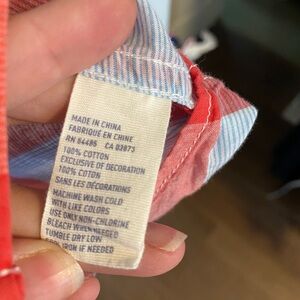 MADE IN CHINA
FABRIQUÉ EN CHINE
RN 54485 CA 03873
100% COTTON
EXCLUSIVE OF DECORATION
100% COTON
SANS LES DÉCORATIONS
MACHINE WASH COLD
WITH LIKE COLORS
USE ONLY NON-CHLORINE
BLEACH WHEN NEEDED
TUMBLE DRY LOW
COOL IRON IF NEEDED